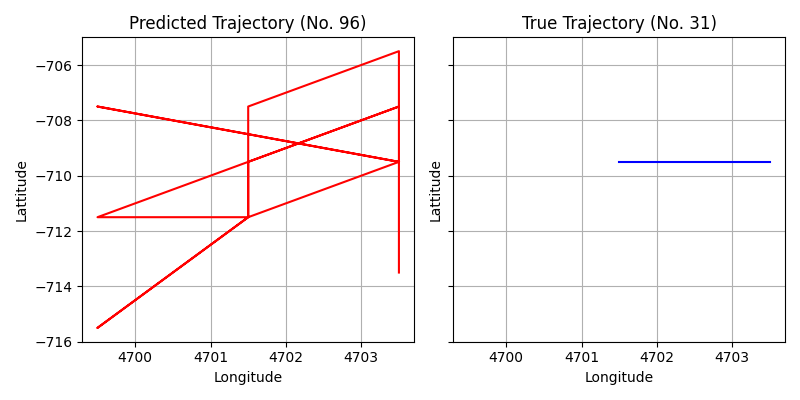 Predicted Trajectory (No. 96)
True Trajectory (No. 31)
−706
−708
−710
−712
−714
−716
Lattitude
Lattitude
4700 4701 4702 4703
4700 4701 4702 4703
Longitude
Longitude